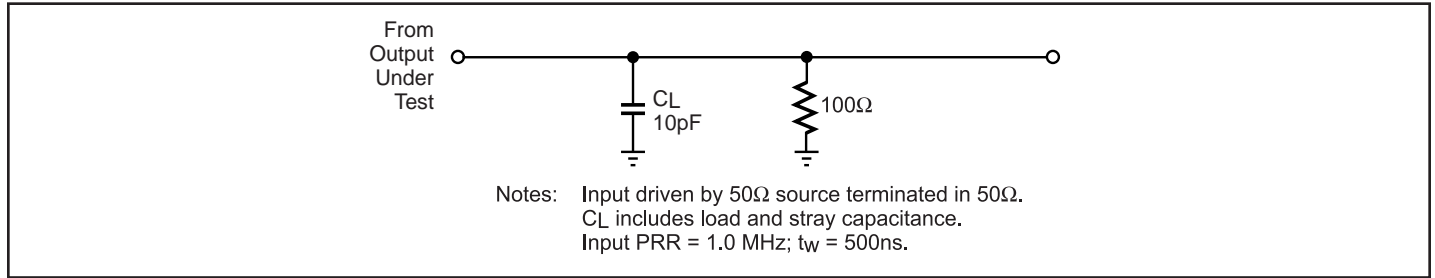 From
Output
Under
Test
CL
10pF
100Ω
Notes: Input driven by 50Ω source terminated in 50Ω.
CL includes load and stray capacitance.
Input PRR = 1.0 MHz; tw = 500ns.